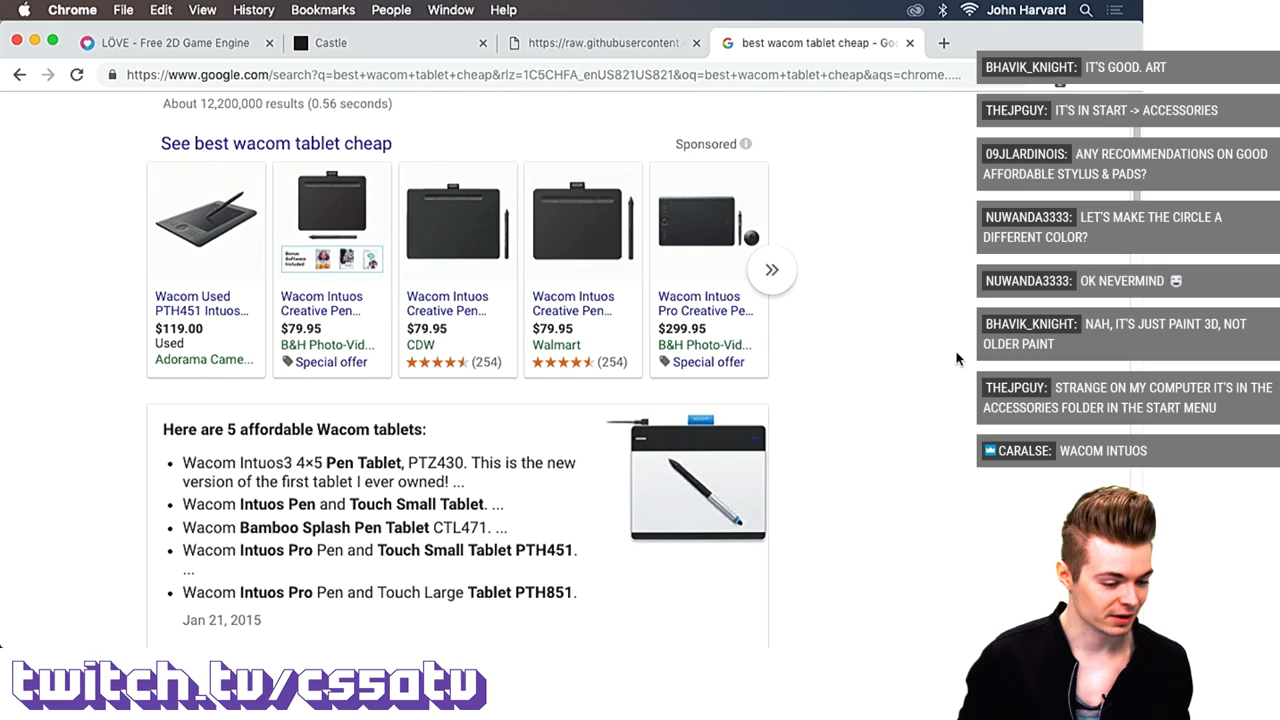 Chrome File Edit View History Bookmarks People Window Help John Harvard
LÖVE - Free 2D Game Engine Castle https://raw.githubusercontent. best wacom tablet cheap - Goo
https://www.google.com/search?q=best+wacom+tablet+cheap&rlz=1C5CHFA_enUS821US821&oq=best+wacom+tablet+cheap&aqs=chrome.…
About 12,200,000 results (0.56 seconds)
See best wacom tablet cheap Sponsored
Bonus Software Included
Wacom Used PTH451 Intuos...
$119.00
Used
Adorama Came...
Wacom Intuos Creative Pen...
$79.95
B&H Photo-Vid...
Special offer
Wacom Intuos Creative Pen...
$79.95
CDW
(254)
Wacom Intuos Creative Pen...
$79.95
Walmart
(254)
Wacom Intuos Pro Creative Pe...
$299.95
B&H Photo-Vid...
Special offer
Here are 5 affordable Wacom tablets:
• Wacom Intuos3 4×5 Pen Tablet, PTZ430. This is the new
version of the first tablet I ever owned! ...
• Wacom Intuos Pen and Touch Small Tablet. ...
• Wacom Bamboo Splash Pen Tablet CTL471. ...
• Wacom Intuos Pro Pen and Touch Small Tablet PTH451.
...
• Wacom Intuos Pro Pen and Touch Large Tablet PTH851.
Jan 21, 2015
BHAVIK_KNIGHT: IT'S GOOD. ART
THEJPGUY: IT'S IN START -> ACCESSORIES
09JLARDINOIS: ANY RECOMMENDATIONS ON GOOD
AFFORDABLE STYLUS & PADS?
NUWANDA3333: LET'S MAKE THE CIRCLE A
DIFFERENT COLOR?
NUWANDA3333: OK NEVERMIND
BHAVIK_KNIGHT: NAH, IT'S JUST PAINT 3D, NOT
OLDER PAINT
THEJPGUY: STRANGE ON MY COMPUTER IT'S IN THE
ACCESSORIES FOLDER IN THE START MENU
CARALSE: WACOM INTUOS
twitch.tv/cs50tv